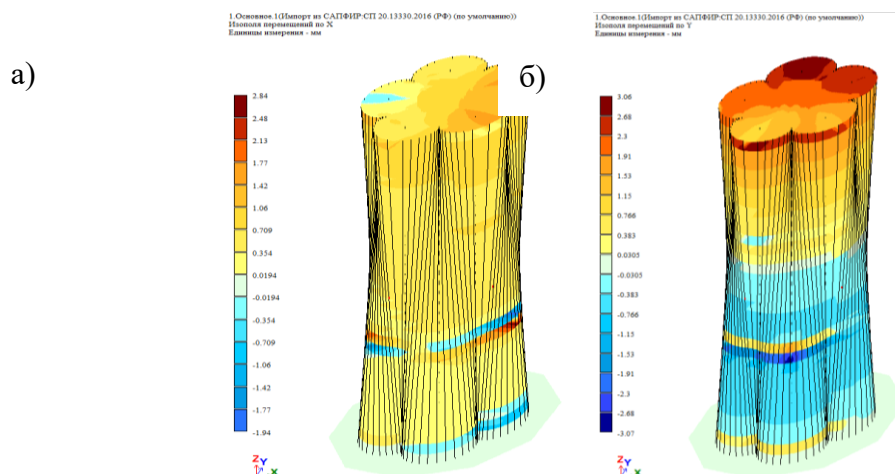 1.Основное.1(Импорт из САПФИР:СП 20.13330.2016 (РФ) (по умолчанию))
Изополя перемещений по X
Единицы измерения - мм
а)
2.84
2.48
2.13
1.77
1.42
1.06
0.709
0.354
0.0194
-0.0194
-0.354
-0.709
-1.06
-1.42
-1.77
-1.94
Z
Y
X
1.Основное.1(Импорт из САПФИР:СП 20.13330.2016 (РФ) (по умолчанию))
Изополя перемещений по Y
Единицы измерения - мм
б)
3.06
2.68
2.3
1.91
1.53
1.15
0.766
0.383
0.0305
-0.0305
-0.383
-0.766
-1.15
-1.53
-1.91
-2.3
-2.68
-3.07
Z
Y
X